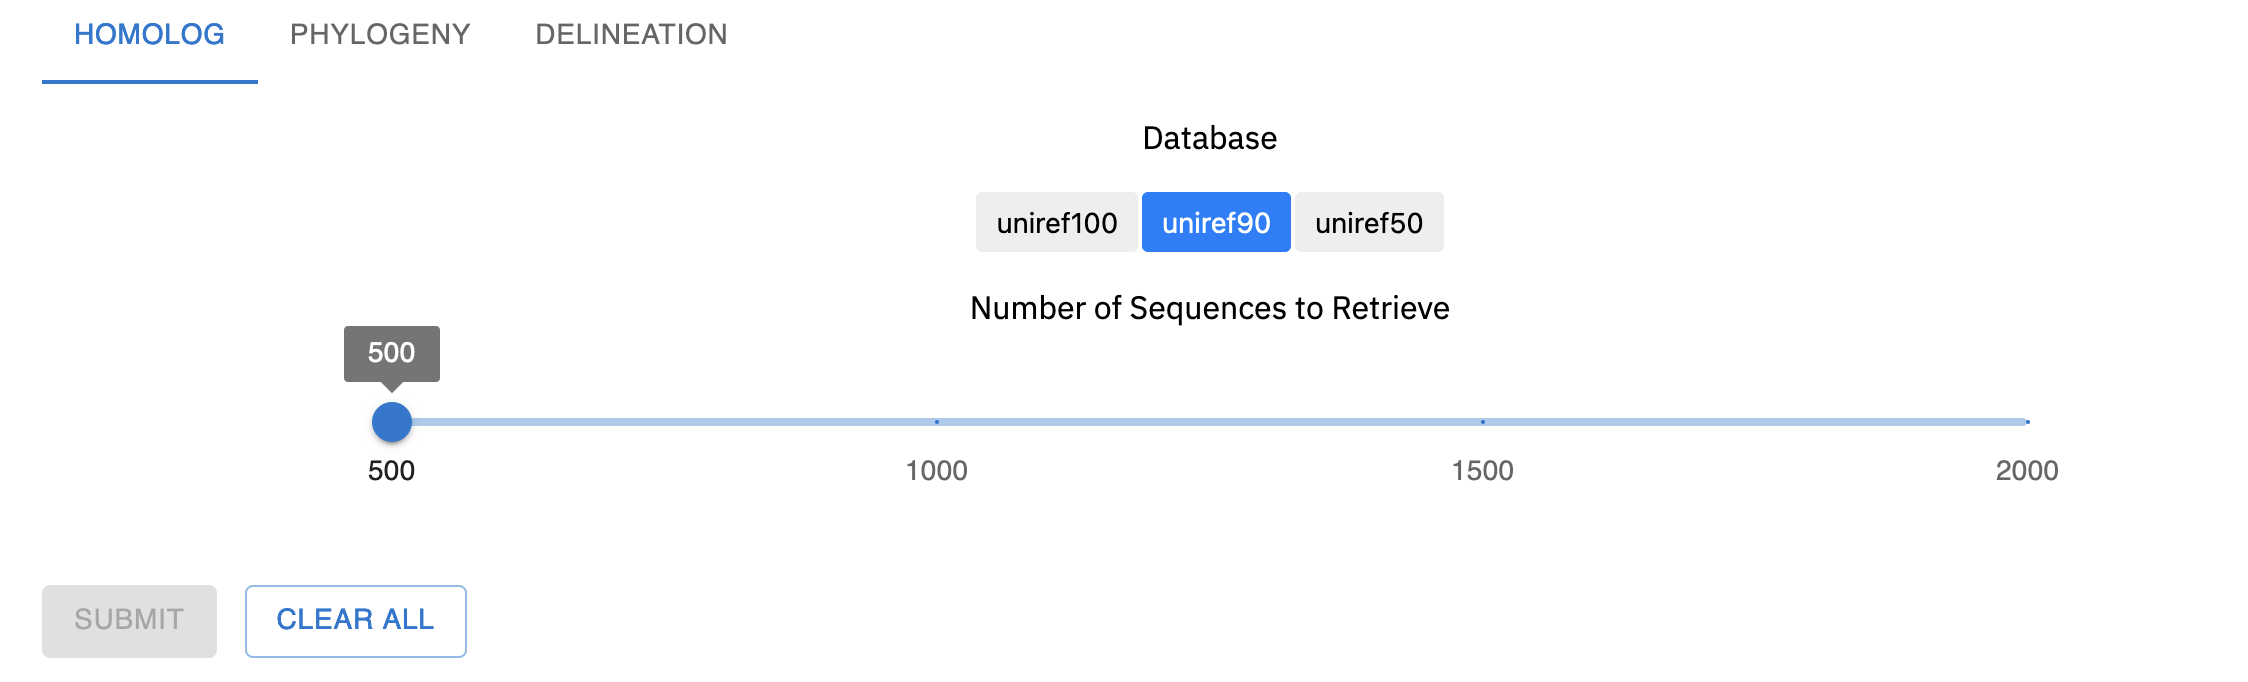 HOMOLOG PHYLOGENY DELINEATION
Database
uniref100 uniref90 uniref50
Number of Sequences to Retrieve
500
500 1000 1500 2000
SUBMIT CLEAR ALL